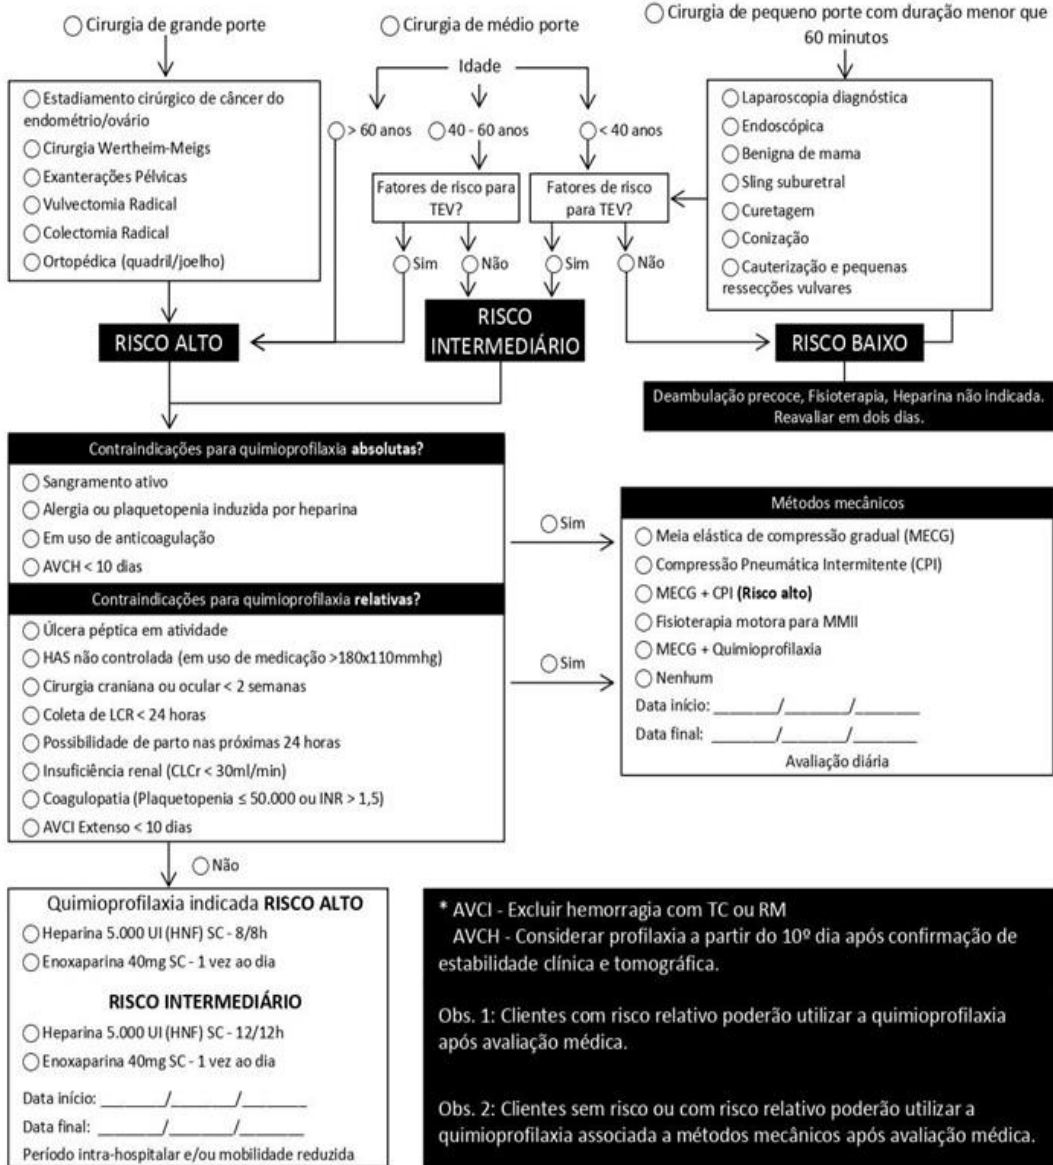 Cirurgia de grande porte
Cirurgia de médio porte
Cirurgia de pequeno porte com duração menor que
60 minutos
Idade
> 60 anos
40 - 60 anos
< 40 anos
Estadiamento cirúrgico de câncer do
endométrio/ovário
Cirurgia Wertheim-Meigs
Exanterações Pélvicas
Vulvectomia Radical
Colectomia Radical
Ortopédica (quadril/joelho)
Fatores de risco para
TEV?
Fatores de risco
para TEV?
Sim
Não
Sim
Não
Laparoscopia diagnóstica
Endoscópica
Benigna de mama
Sling suburetral
Curetagem
Conização
Cauterização e pequenas
ressecções vulvares
RISCO ALTO
RISCO
INTERMEDIÁRIO
RISCO BAIXO
Deambulação precoce, Fisioterapia, Heparina não indicada.
Reavaliar em dois dias.
Contraindicações para quimioprofilaxia absolutas?
Sangramento ativo
Alergia ou plaquetopenia induzida por heparina
Em uso de anticoagulação
AVCH < 10 dias
Sim
Contraindicações para quimioprofilaxia relativas?
Úlcera péptica em atividade
HAS não controlada (em uso de medicação >180x110mmhg)
Cirurgia craniana ou ocular < 2 semanas
Coleta de LCR < 24 horas
Possibilidade de parto nas próximas 24 horas
Insuficiência renal (CLCr < 30ml/min)
Coagulopatia (Plaquetopenia ≤ 50.000 ou INR > 1,5)
AVCI Extenso < 10 dias
Sim
Métodos mecânicos
Meia elástica de compressão gradual (MECG)
Compressão Pneumática Intermitente (CPI)
MECG + CPI (Risco alto)
Fisioterapia motora para MMII
MECG + Quimioprofilaxia
Nenhum
Data início: ________/________/________
Data final: ________/________/________
Avaliação diária
Não
Quimioprofilaxia indicada RISCO ALTO
Heparina 5.000 UI (HNF) SC - 8/8h
Enoxaparina 40mg SC - 1 vez ao dia
RISCO INTERMEDIÁRIO
Heparina 5.000 UI (HNF) SC - 12/12h
Enoxaparina 40mg SC - 1 vez ao dia
Data início: ________/________/________
Data final: ________/________/________
Período intra-hospitalar e/ou mobilidade reduzida
* AVCI - Excluir hemorragia com TC ou RM
AVCH - Considerar profilaxia a partir do 10º dia após confirmação de
estabilidade clínica e tomográfica.
Obs. 1: Clientes com risco relativo poderão utilizar a quimioprofilaxia
após avaliação médica.
Obs. 2: Clientes sem risco ou com risco relativo poderão utilizar a
quimioprofilaxia associada a métodos mecânicos após avaliação médica.